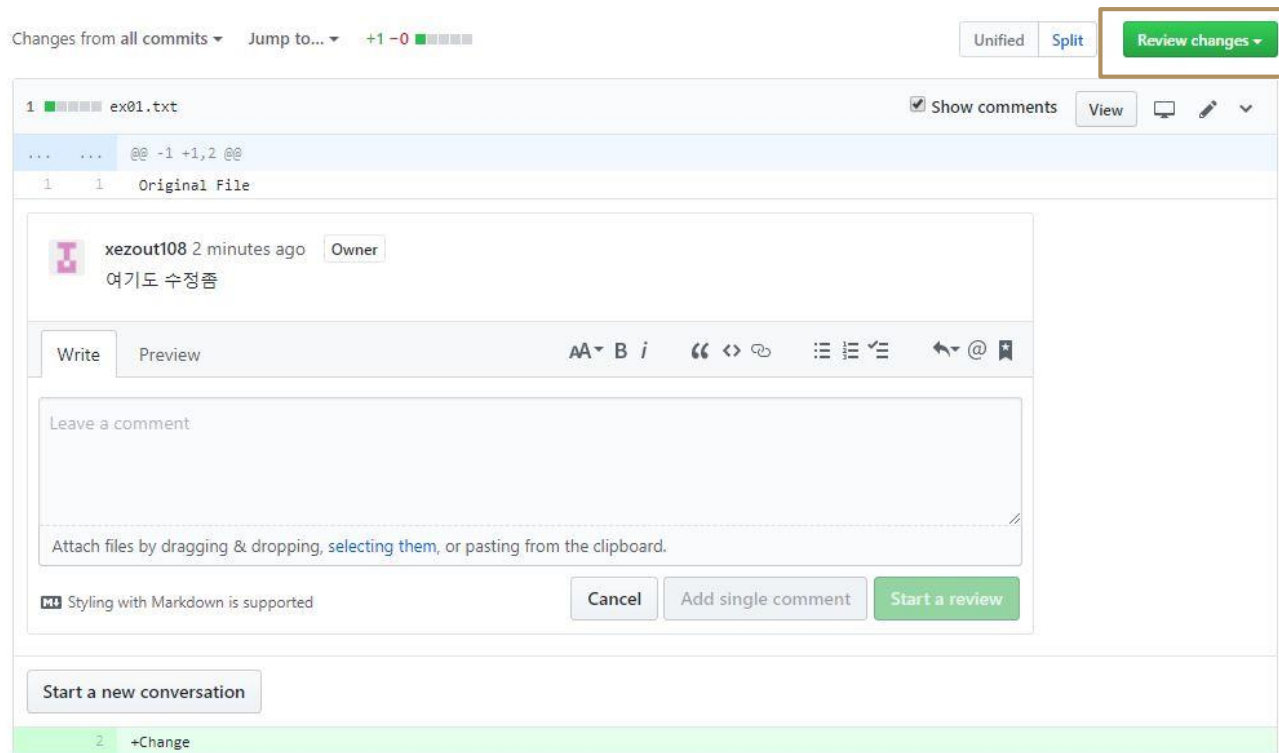 Changes from all commits Jump to... +1 −0
Unified Split Review changes
1 ex01.txt Show comments View
... ... @@ -1 +1,2 @@
1 1 Original File
xezout108 2 minutes ago Owner
여기도 수정좀
Write Preview AA B i
Leave a comment
Attach files by dragging & dropping, selecting them, or pasting from the clipboard.
Styling with Markdown is supported Cancel Add single comment Start a review
Start a new conversation
2 +Change